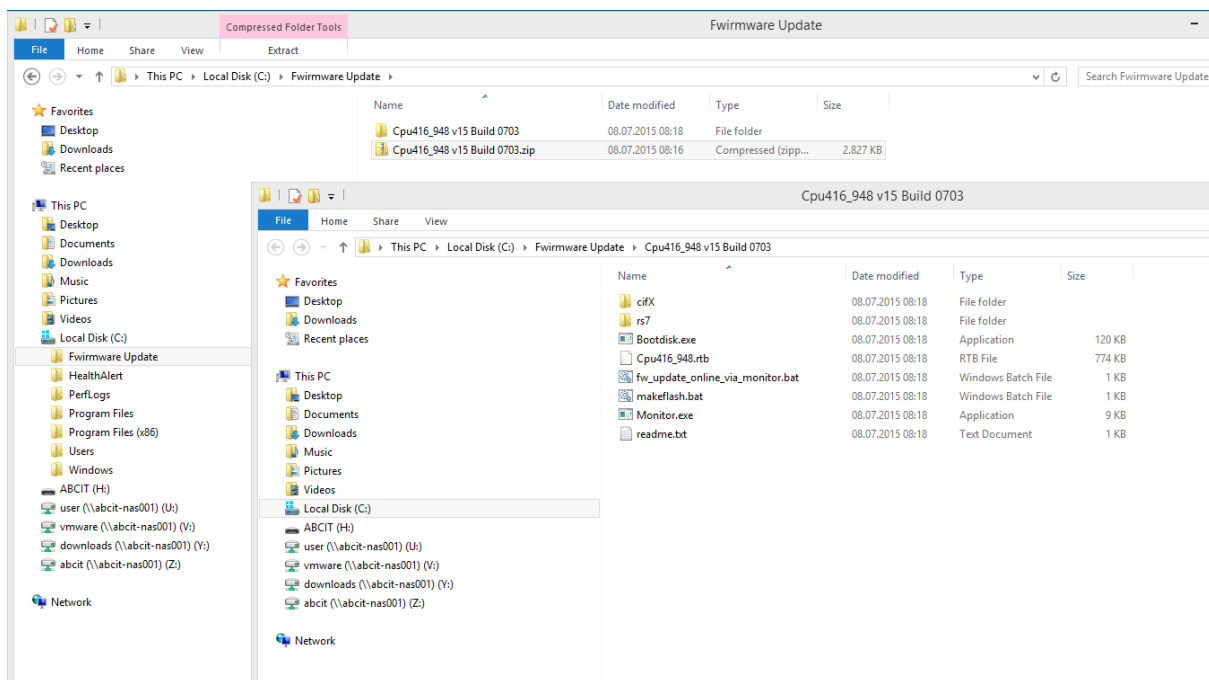 Compressed Folder Tools
Fwirmware Update
File Home Share View Extract
This PC Local Disk (C:) Fwirmware Update
Search Fwirmware Update
Favorites
Desktop
Downloads
Recent places
This PC
Desktop
Documents
Downloads
Music
Pictures
Videos
Local Disk (C:)
Fwirmware Update
HealthAlert
PerfLogs
Program Files
Program Files (x86)
Users
Windows
ABCIT (H:)
user (\\abcit-nas001) (U:)
vmware (\\abcit-nas001) (V:)
downloads (\\abcit-nas001) (Y:)
abcit (\\abcit-nas001) (Z:)
Network
Name Date modified Type Size
Cpu416_948 v15 Build 0703 08.07.2015 08:18 File folder
Cpu416_948 v15 Build 0703.zip 08.07.2015 08:16 Compressed (zipp... 2.827 KB
Cpu416_948 v15 Build 0703
File Home Share View
This PC Local Disk (C:) Fwirmware Update Cpu416_948 v15 Build 0703
Favorites
Desktop
Downloads
Recent places
This PC
Desktop
Documents
Downloads
Music
Pictures
Videos
Local Disk (C:)
ABCIT (H:)
user (\\abcit-nas001) (U:)
vmware (\\abcit-nas001) (V:)
downloads (\\abcit-nas001) (Y:)
abcit (\\abcit-nas001) (Z:)
Network
Name Date modified Type Size
cifX 08.07.2015 08:18 File folder
rs7 08.07.2015 08:18 File folder
Bootdisk.exe 08.07.2015 08:18 Application 120 KB
Cpu416_948.rtb 08.07.2015 08:18 RTB File 774 KB
fw_update_online_via_monitor.bat 08.07.2015 08:18 Windows Batch File 1 KB
makeflash.bat 08.07.2015 08:18 Windows Batch File 1 KB
Monitor.exe 08.07.2015 08:18 Application 9 KB
readme.txt 08.07.2015 08:18 Text Document 1 KB